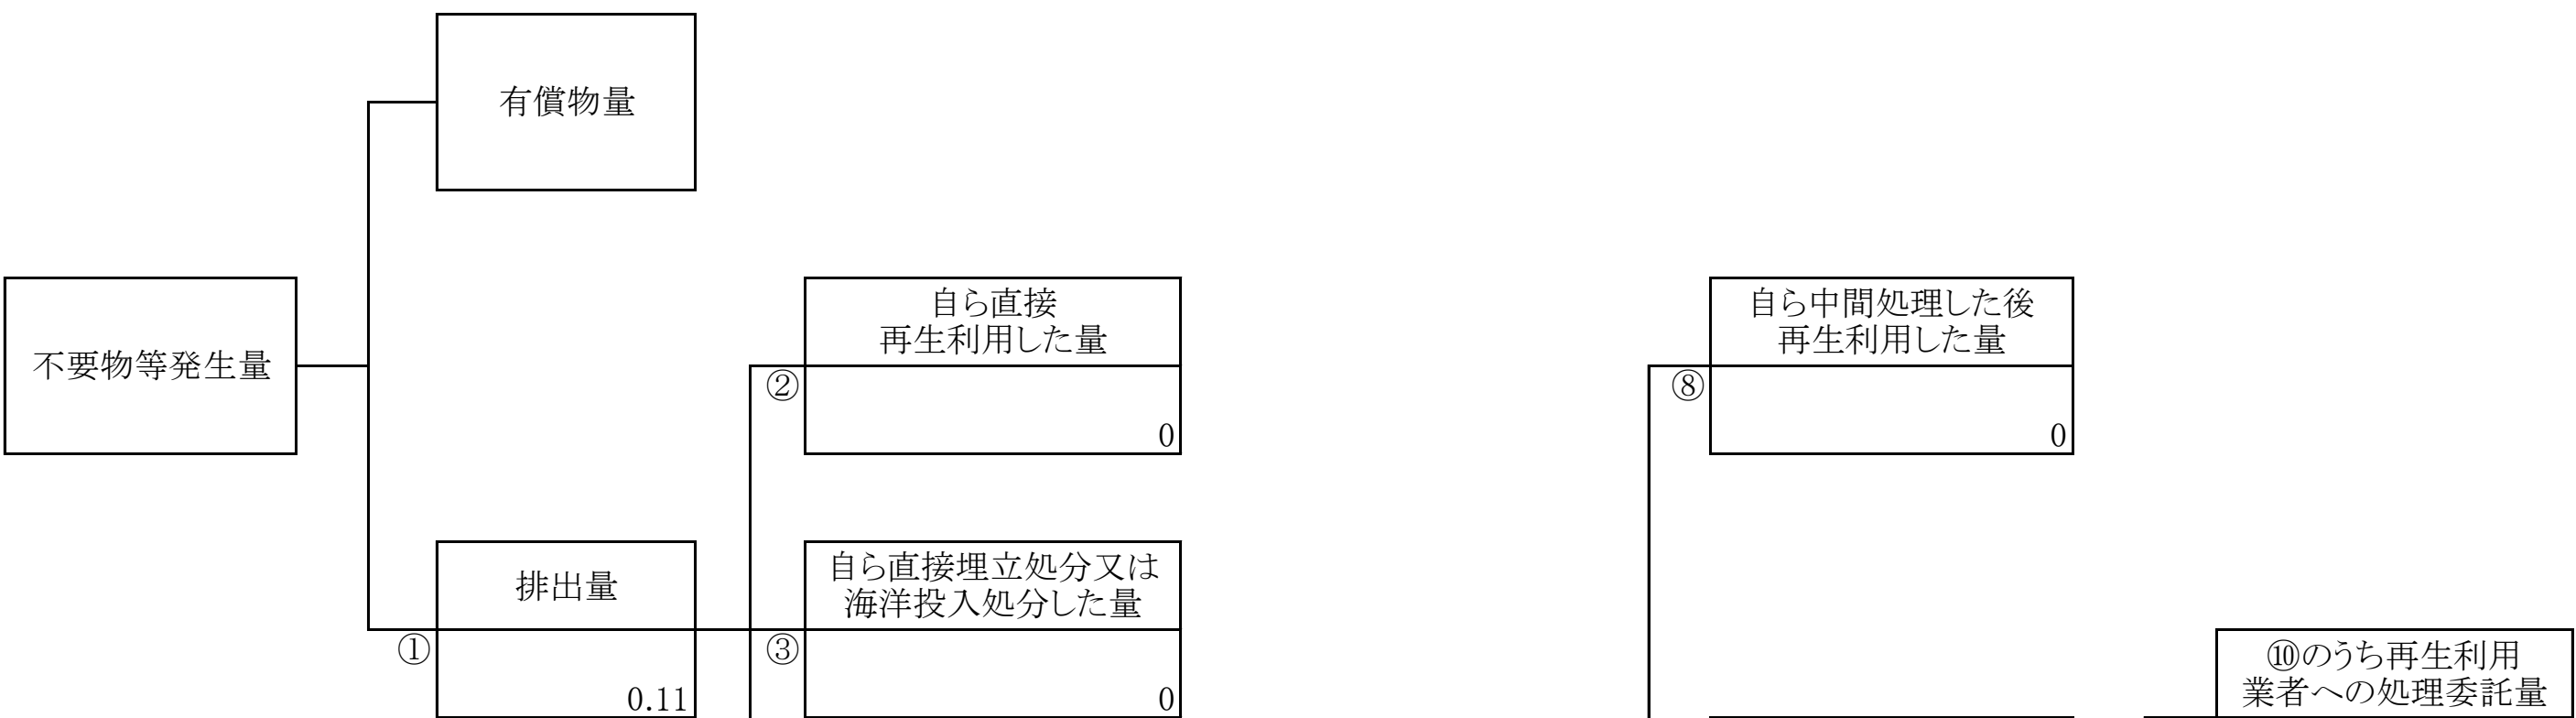 有償物量
不要物等発生量
自ら直接
再生利用した量
②
0
自ら中間処理した後
再生利用した量
⑧
0
排出量
①
0.11
自ら直接埋立処分又は
海洋投入処分した量
③
0
⑩のうち再生利用
業者への処理委託量